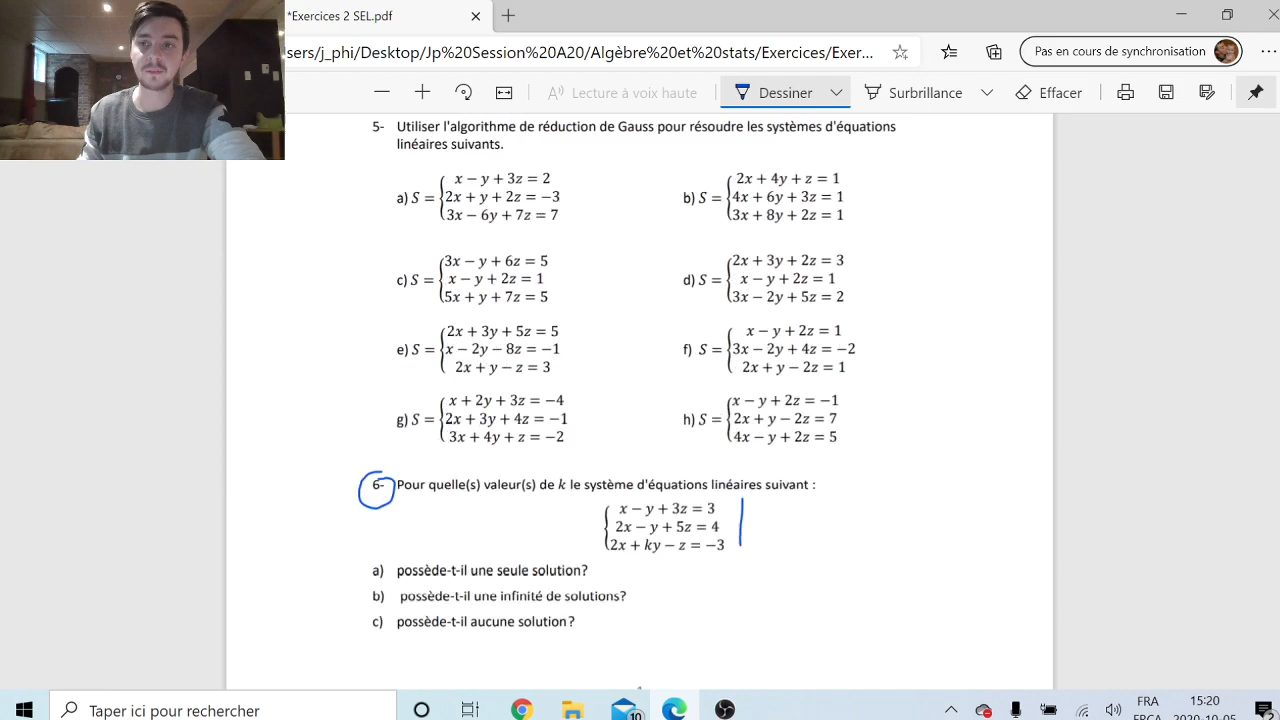 *Exercices 2 SEL.pdf
ers/j_phi/Desktop/Jp%20Session%20A20/Algèbre%20et%20stats/Exercices/Exer...
Pas en cours de synchronisation
Lecture à voix haute
Dessiner
Surbrillance
Effacer
5- Utiliser l'algorithme de réduction de Gauss pour résoudre les systèmes d'équations
linéaires suivants.
a) S = { x − y + 3z = 2
2x + y + 2z = −3
3x − 6y + 7z = 7
b) S = { 2x + 4y + z = 1
4x + 6y + 3z = 1
3x + 8y + 2z = 1
c) S = { 3x − y + 6z = 5
x − y + 2z = 1
5x + y + 7z = 5
d) S = { 2x + 3y + 2z = 3
x − y + 2z = 1
3x − 2y + 5z = 2
e) S = { 2x + 3y + 5z = 5
x − 2y − 8z = −1
2x + y − z = 3
f) S = { x − y + 2z = 1
3x − 2y + 4z = −2
2x + y − 2z = 1
g) S = { x + 2y + 3z = −4
2x + 3y + 4z = −1
3x + 4y + z = −2
h) S = { x − y + 2z = −1
2x + y − 2z = 7
4x − y + 2z = 5
6- Pour quelle(s) valeur(s) de k le système d'équations linéaires suivant :
{ x − y + 3z = 3
2x − y + 5z = 4
2x + ky − z = −3
a) possède-t-il une seule solution?
b) possède-t-il une infinité de solutions?
c) possède-t-il aucune solution?
Taper ici pour rechercher
10
FRA
15:20